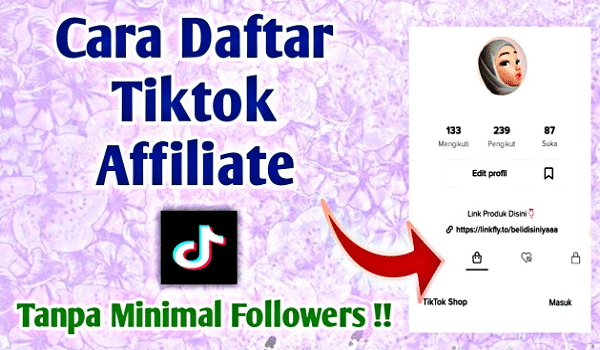 Cara Daftar
Tiktok
Affiliate
Tanpa Minimal Followers !!
133 239 87
Mengikuti Pengikut Suka
Edit profil
Link Produk Disini
https://linkfly.to/belidisiniyaaa
TikTok Shop Masuk